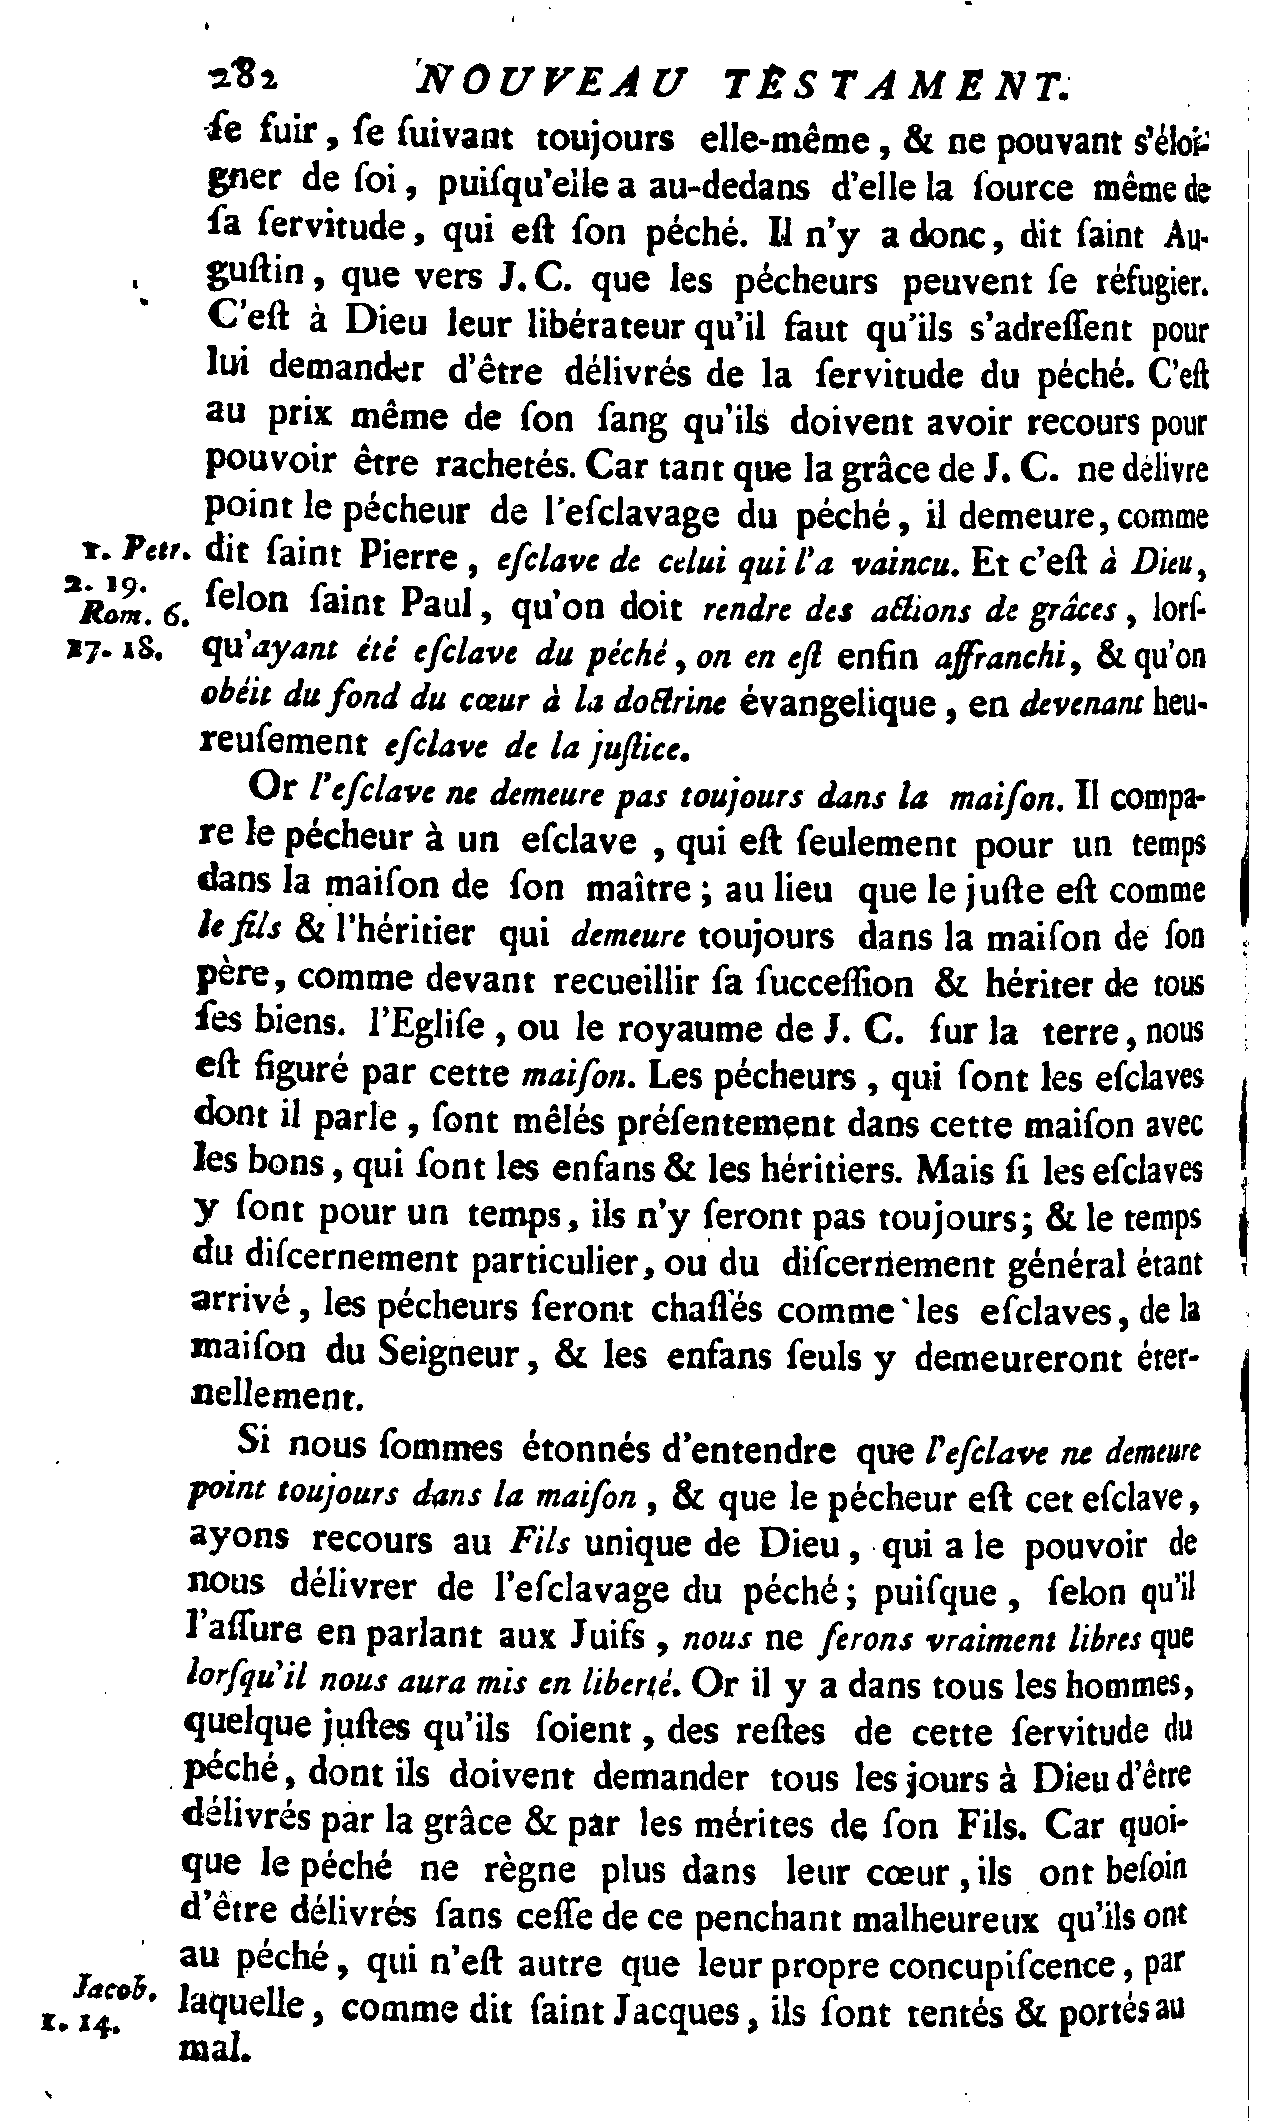 282 NOUVEAU TESTAMENT.
ſe fuir, ſe ſuivant toujours elle-même, & ne pouvant s'éloi-
gner de ſoi, puiſqu'elle a au-dedans d'elle la ſource même de
ſa ſervitude, qui eſt ſon péché. Il n'y a donc, dit ſaint Au-
guſtin, que vers J. C. que les pécheurs peuvent ſe réfugier.
C'eſt à Dieu leur libérateur qu'il faut qu'ils s'adreſſent pour
lui demander d'être délivrés de la ſervitude du péché. C'eſt
au prix même de ſon ſang qu'ils doivent avoir recours pour
pouvoir être rachetés. Car tant que la grâce de J. C. ne délivre
point le pécheur de l'eſclavage du péché, il demeure, comme
1. Petr. dit ſaint Pierre, eſclave de celui qui l'a vaincu. Et c'eſt à Dieu,
2. 19.
Rom. 6. ſelon ſaint Paul, qu'on doit rendre des actions de grâces, lorſ-
17. 18. qu'ayant été eſclave du péché, on en eſt enfin affranchi, & qu'on
obéit du fond du cœur à la doctrine évangelique, en devenant heu-
reuſement eſclave de la juſtice.
Or l'eſclave ne demeure pas toujours dans la maiſon. Il compa-
re le pécheur à un eſclave, qui eſt ſeulement pour un temps
dans la maiſon de ſon maître; au lieu que le juſte eſt comme
le fils & l'héritier qui demeure toujours dans la maiſon de ſon
père, comme devant recueillir ſa ſucceſſion & hériter de tous
ſes biens. l'Egliſe, ou le royaume de J. C. ſur la terre, nous
eſt figuré par cette maiſon. Les pécheurs, qui ſont les eſclaves
dont il parle, ſont mêlés préſentement dans cette maiſon avec
les bons, qui ſont les enfans & les héritiers. Mais ſi les eſclaves
y ſont pour un temps, ils n'y ſeront pas toujours; & le temps
du diſcernement particulier, ou du diſcernement général étant
arrivé, les pécheurs ſeront chaſſés comme les eſclaves, de la
maiſon du Seigneur, & les enfans ſeuls y demeureront éter-
nellement.
Si nous ſommes étonnés d'entendre que l'eſclave ne demeure
point toujours dans la maiſon, & que le pécheur eſt cet eſclave,
ayons recours au Fils unique de Dieu, qui a le pouvoir de
nous délivrer de l'eſclavage du péché; puiſque, ſelon qu'il
l'aſſure en parlant aux Juifs, nous ne ſerons vraiment libres que
lorſqu'il nous aura mis en liberté. Or il y a dans tous les hommes,
quelque juſtes qu'ils ſoient, des reſtes de cette ſervitude du
péché, dont ils doivent demander tous les jours à Dieu d'être
délivrés par la grâce & par les mérites de ſon Fils. Car quoi-
que le péché ne règne plus dans leur cœur, ils ont beſoin
d'être délivrés ſans ceſſe de ce penchant malheureux qu'ils ont
au péché, qui n'eſt autre que leur propre concupiſcence, par
Jacob. laquelle, comme dit ſaint Jacques, ils ſont tentés & portés au
1. 14.
mal.